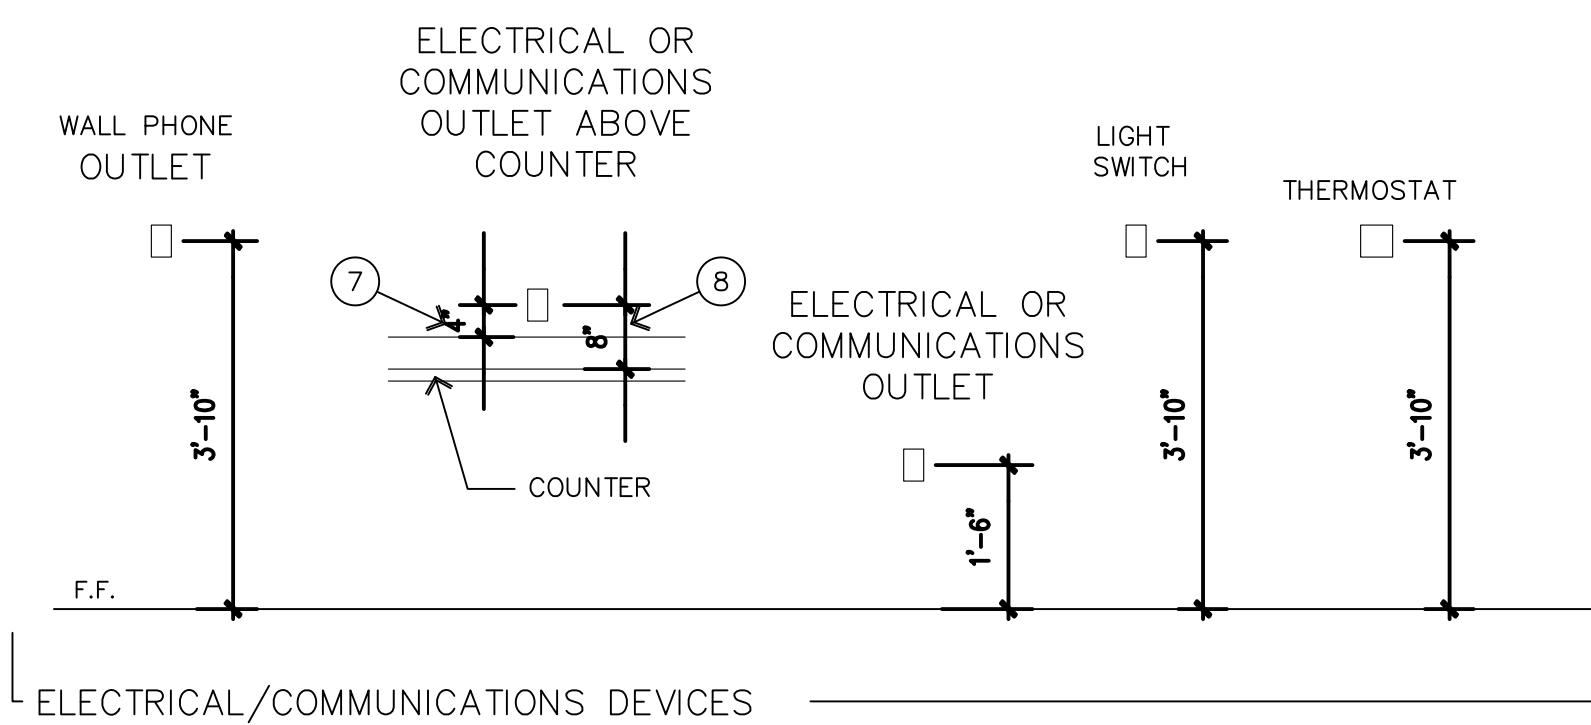 ELECTRICAL OR
COMMUNICATIONS
OUTLET ABOVE
COUNTER
WALL PHONE
OUTLET
LIGHT
SWITCH
THERMOSTAT
7
8
4"
8"
ELECTRICAL OR
COMMUNICATIONS
OUTLET
3'-10"
3'-10"
3'-10"
COUNTER
1'-6"
F.F.
ELECTRICAL/COMMUNICATIONS DEVICES